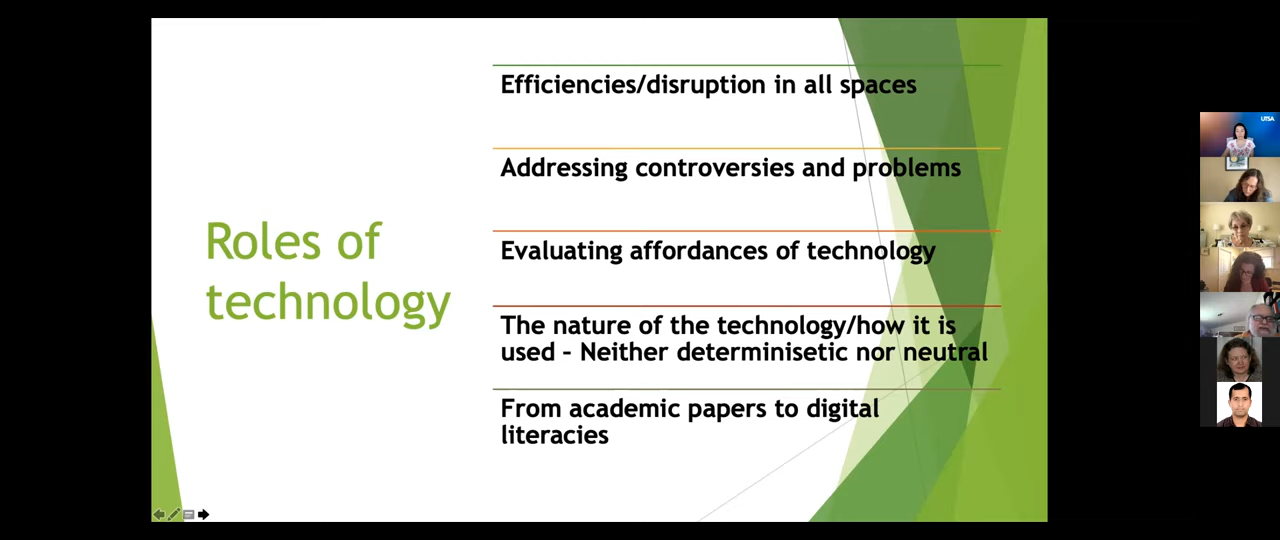 Roles of
technology
Efficiencies/disruption in all spaces
Addressing controversies and problems
Evaluating affordances of technology
The nature of the technology/how it is
used – Neither determinisetic nor neutral
From academic papers to digital
literacies
UTSA